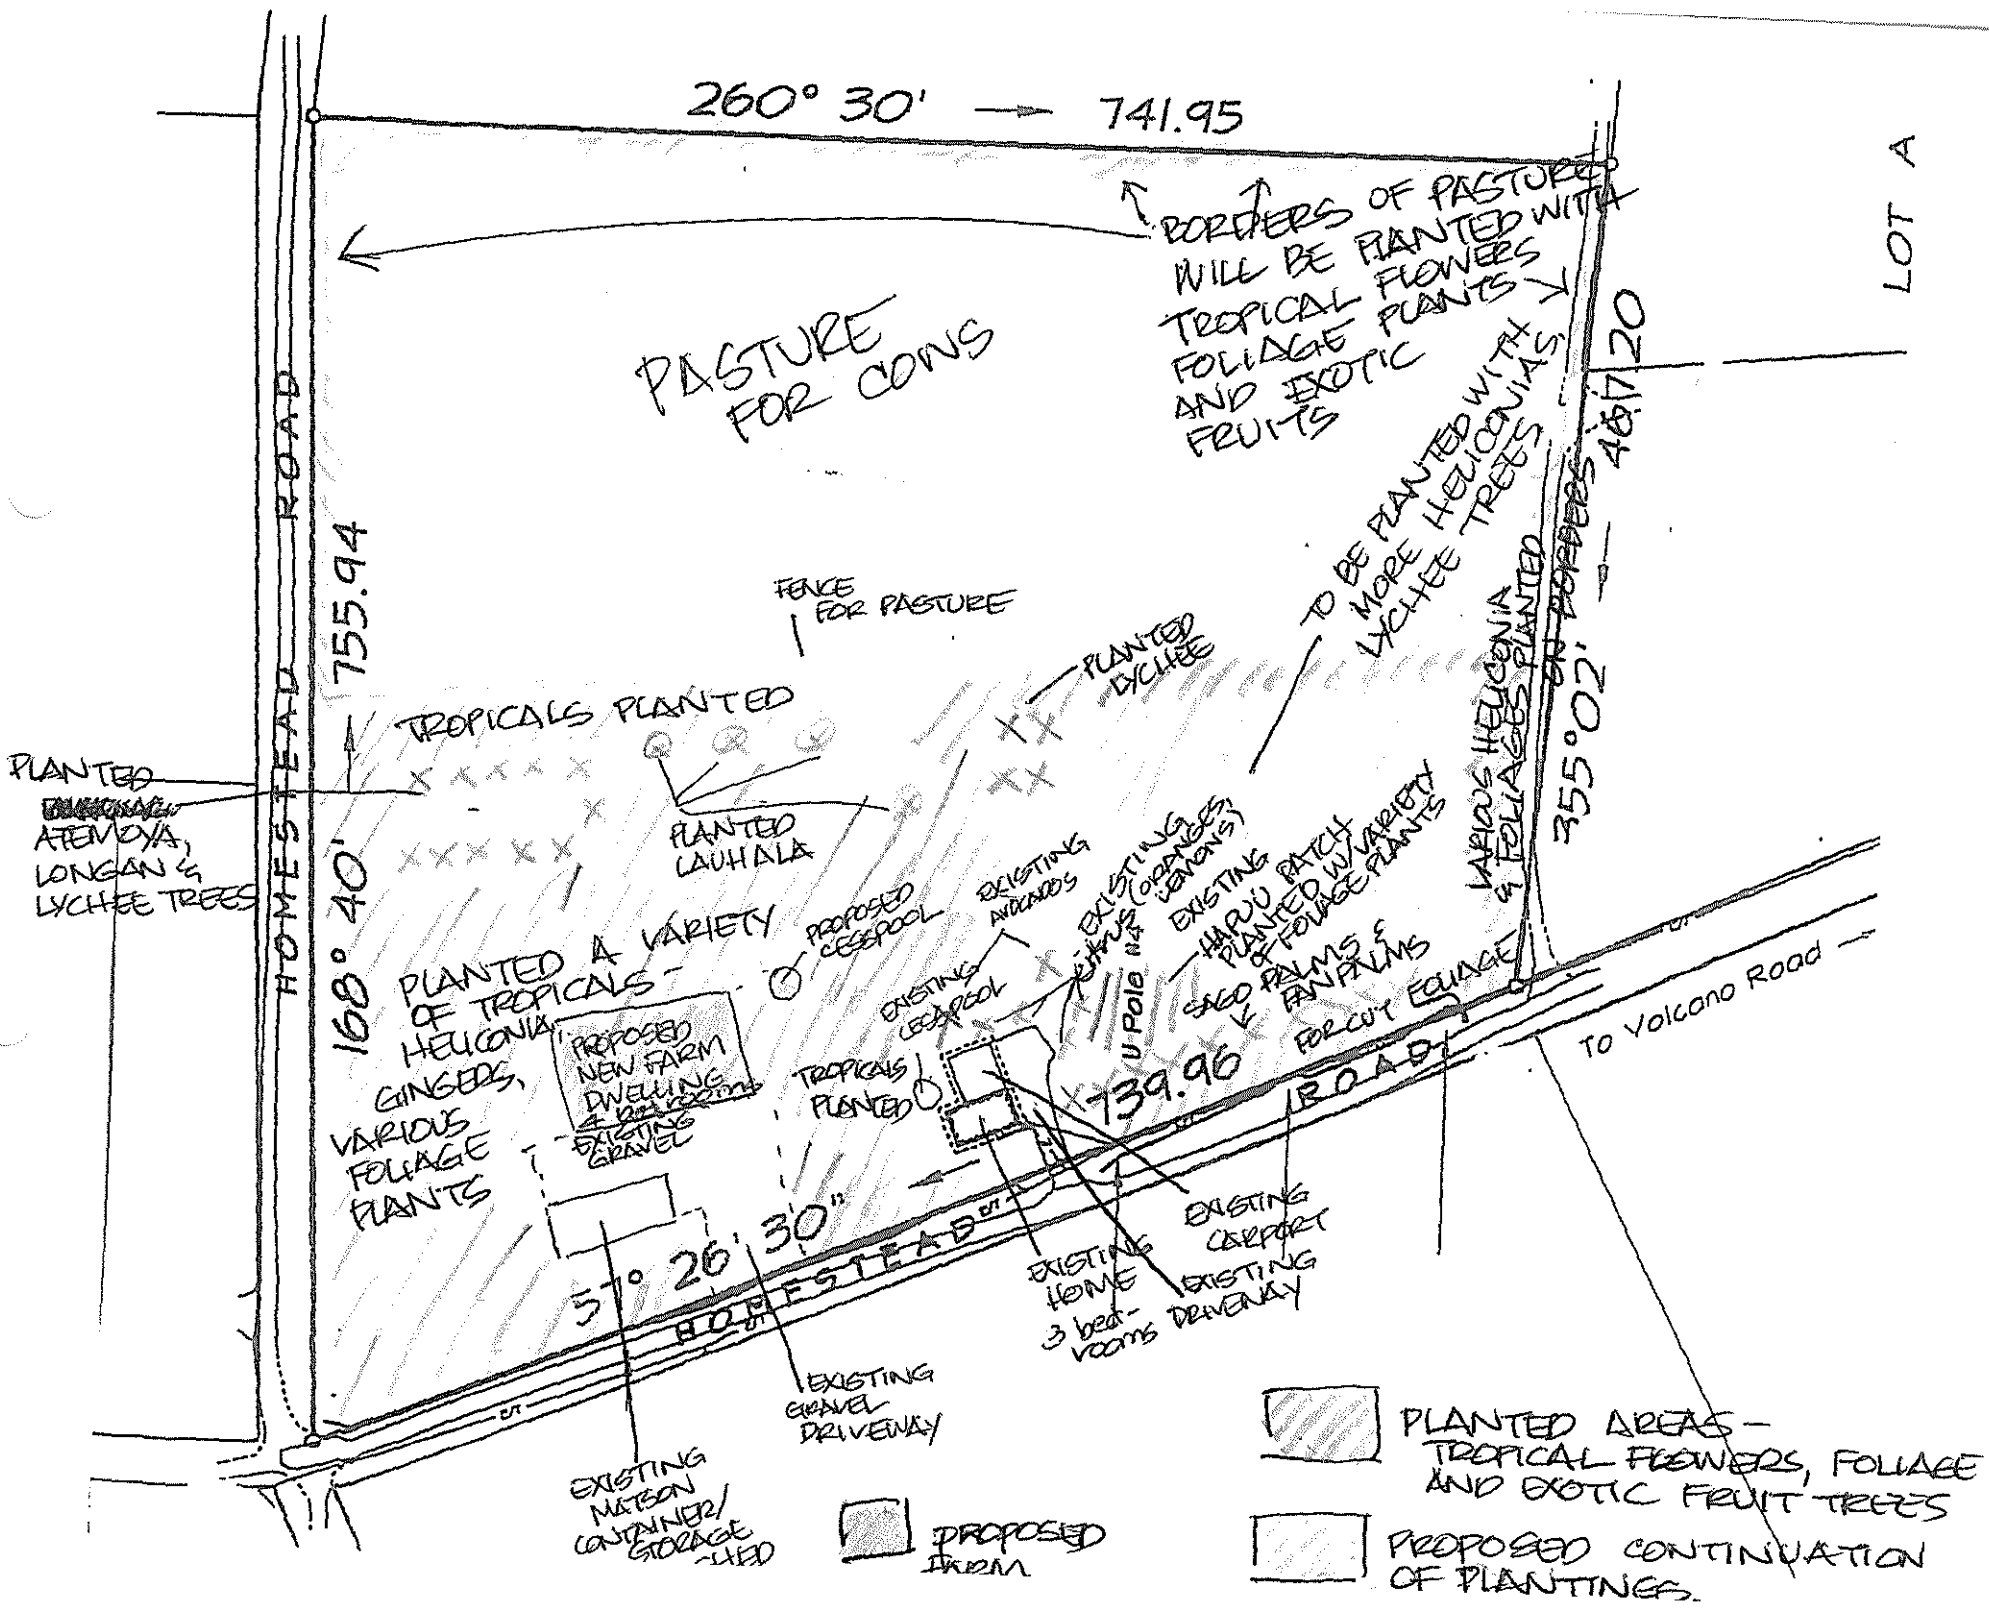 260° 30' → 741.95
LOT A
BORDERS OF PASTURE
WILL BE PLANTED WITH
TROPICAL FLOWERS
FOLIAGE PLANTS
AND EXOTIC
FRUITS
PASTURE
FOR COWS
TO BE PLANTED WITH
MORE HELICONIAS,
LYCHEE TREES
355° 02'
VARIOUS HELICONIA
& FOLIAGES PLANTED
ON BORDERS
HOMESTEAD ROAD
168° 40'
755.94
FENCE
FOR PASTURE
PLANTED
LYCHEE
TROPICALS PLANTED
PLANTED
ATEMOYA,
LONGAN &
LYCHEE TREES
PLANTED
LAUHALA
PLANTED A VARIETY
OF TROPICALS -
HELICONIA,
GINGERS,
VARIOUS
FOLIAGE
PLANTS
PROPOSED
CESSPOOL
EXISTING
AVOCADOS
EXISTING
CITRUS (ORANGES,
LEMONS)
EXISTING
HAPUU PATCH
PLANTED W/VARIETY
OF FOLIAGE PLANTS
SAGO PALMS &
FAN PALMS
FOR CUT FOLIAGE
U Pole
EXISTING
CESSPOOL
TROPICALS
PLANTED
PROPOSED
NEW FARM
DWELLING
4 bedrooms
EXISTING
GRAVEL
57° 26' 30"
739.96
HOMESTEAD ROAD
TO Volcano Road →
EXISTING
CARPORT
EXISTING
HOME
3 bed-
rooms
EXISTING
DRIVEWAY
EXISTING
GRAVEL
DRIVEWAY
EXISTING
MATSON
CONTAINER/
STORAGE
PROPOSED
FARM
PLANTED AREAS -
TROPICAL FLOWERS, FOLIAGE
AND EXOTIC FRUIT TREES
PROPOSED CONTINUATION
OF PLANTINGS.